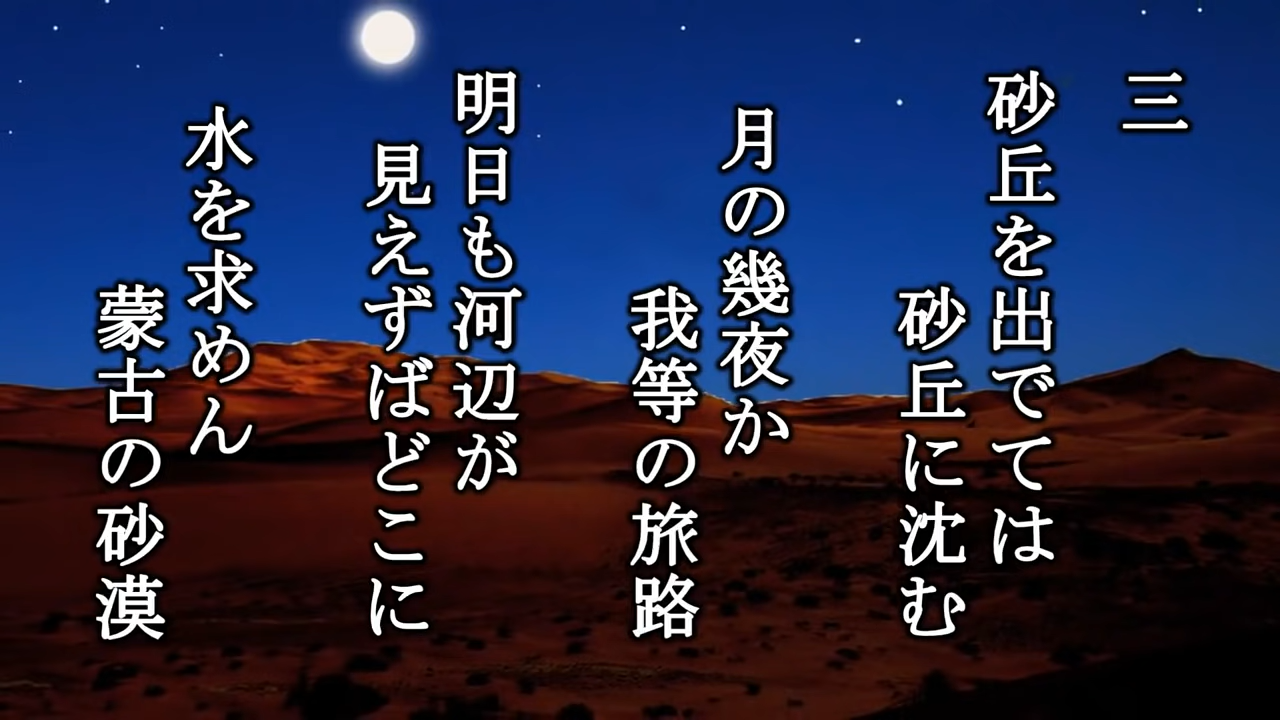 三
砂丘を出でては
砂丘に沈む
月の幾夜か
我等の旅路
明日も河辺が
見えずばどこに
水を求めん
蒙古の砂漠